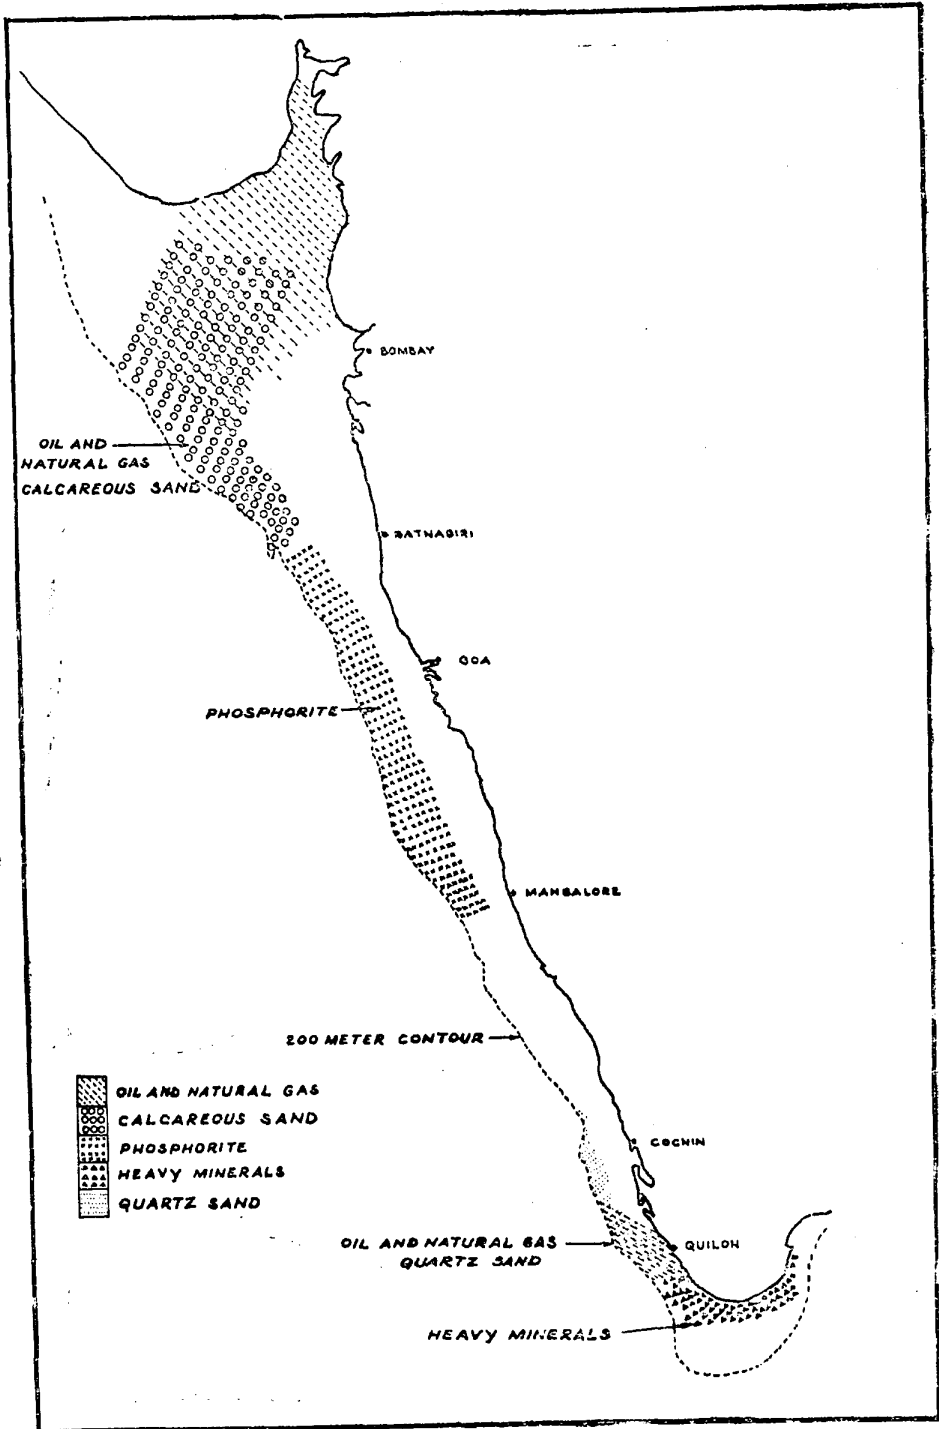 BOMBAY
OIL AND
NATURAL GAS
CALCAREOUS SAND
RATNAGIRI
GOA
PHOSPHORITE
MANGALORE
200 METER CONTOUR
OIL AND NATURAL GAS
CALCAREOUS SAND
PHOSPHORITE
HEAVY MINERALS
QUARTZ SAND
COCHIN
OIL AND NATURAL GAS
QUARTZ SAND
QUILON
HEAVY MINERALS